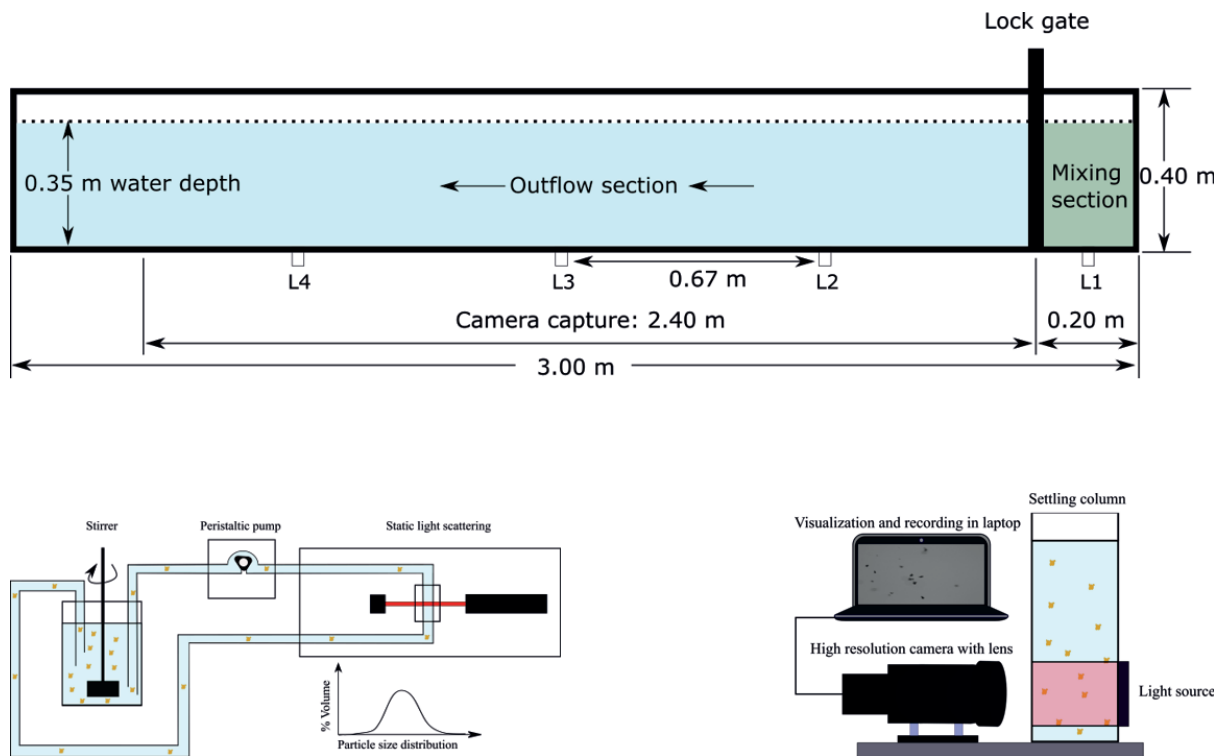 Lock gate
0.35 m water depth
Outflow section
Mixing
section
0.40 m
L4
L3
0.67 m
L2
L1
Camera capture: 2.40 m
0.20 m
3.00 m
Stirrer
Peristaltic pump
Static light scattering
% Volume
Particle size distribution
Settling column
Visualization and recording in laptop
High resolution camera with lens
Light source